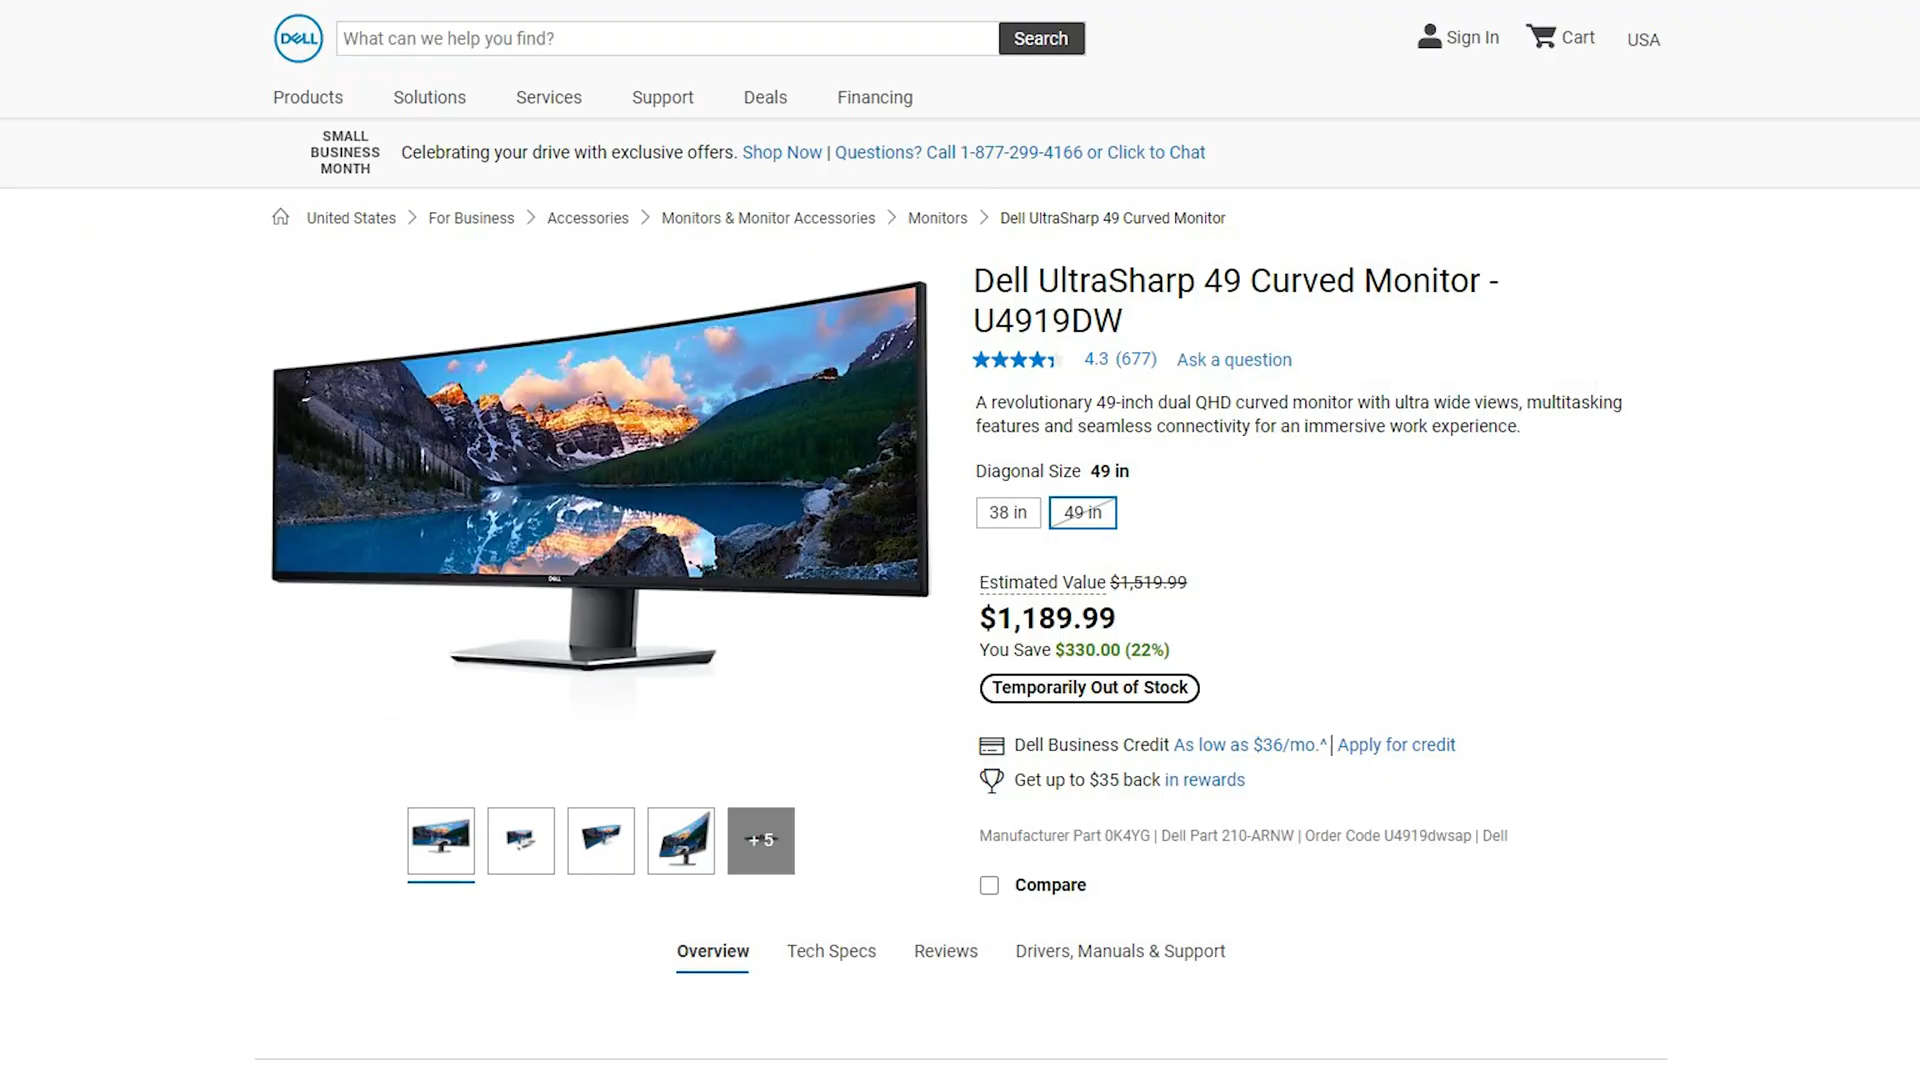 DELL
What can we help you find?
Search
Sign In
Cart
USA
Products
Solutions
Services
Support
Deals
Financing
SMALL
BUSINESS
MONTH
Celebrating your drive with exclusive offers. Shop Now | Questions? Call 1-877-299-4166 or Click to Chat
United States
For Business
Accessories
Monitors & Monitor Accessories
Monitors
Dell UltraSharp 49 Curved Monitor
DELL
Dell UltraSharp 49 Curved Monitor -
U4919DW
4.3 (677) Ask a question
A revolutionary 49-inch dual QHD curved monitor with ultra wide views, multitasking
features and seamless connectivity for an immersive work experience.
Diagonal Size 49 in
38 in
49 in
Estimated Value $1,519.99
$1,189.99
You Save $330.00 (22%)
Temporarily Out of Stock
Dell Business Credit As low as $36/mo.^ | Apply for credit
Get up to $35 back in rewards
+ 5
Manufacturer Part 0K4YG | Dell Part 210-ARNW | Order Code U4919dwsap | Dell
Compare
Overview
Tech Specs
Reviews
Drivers, Manuals & Support